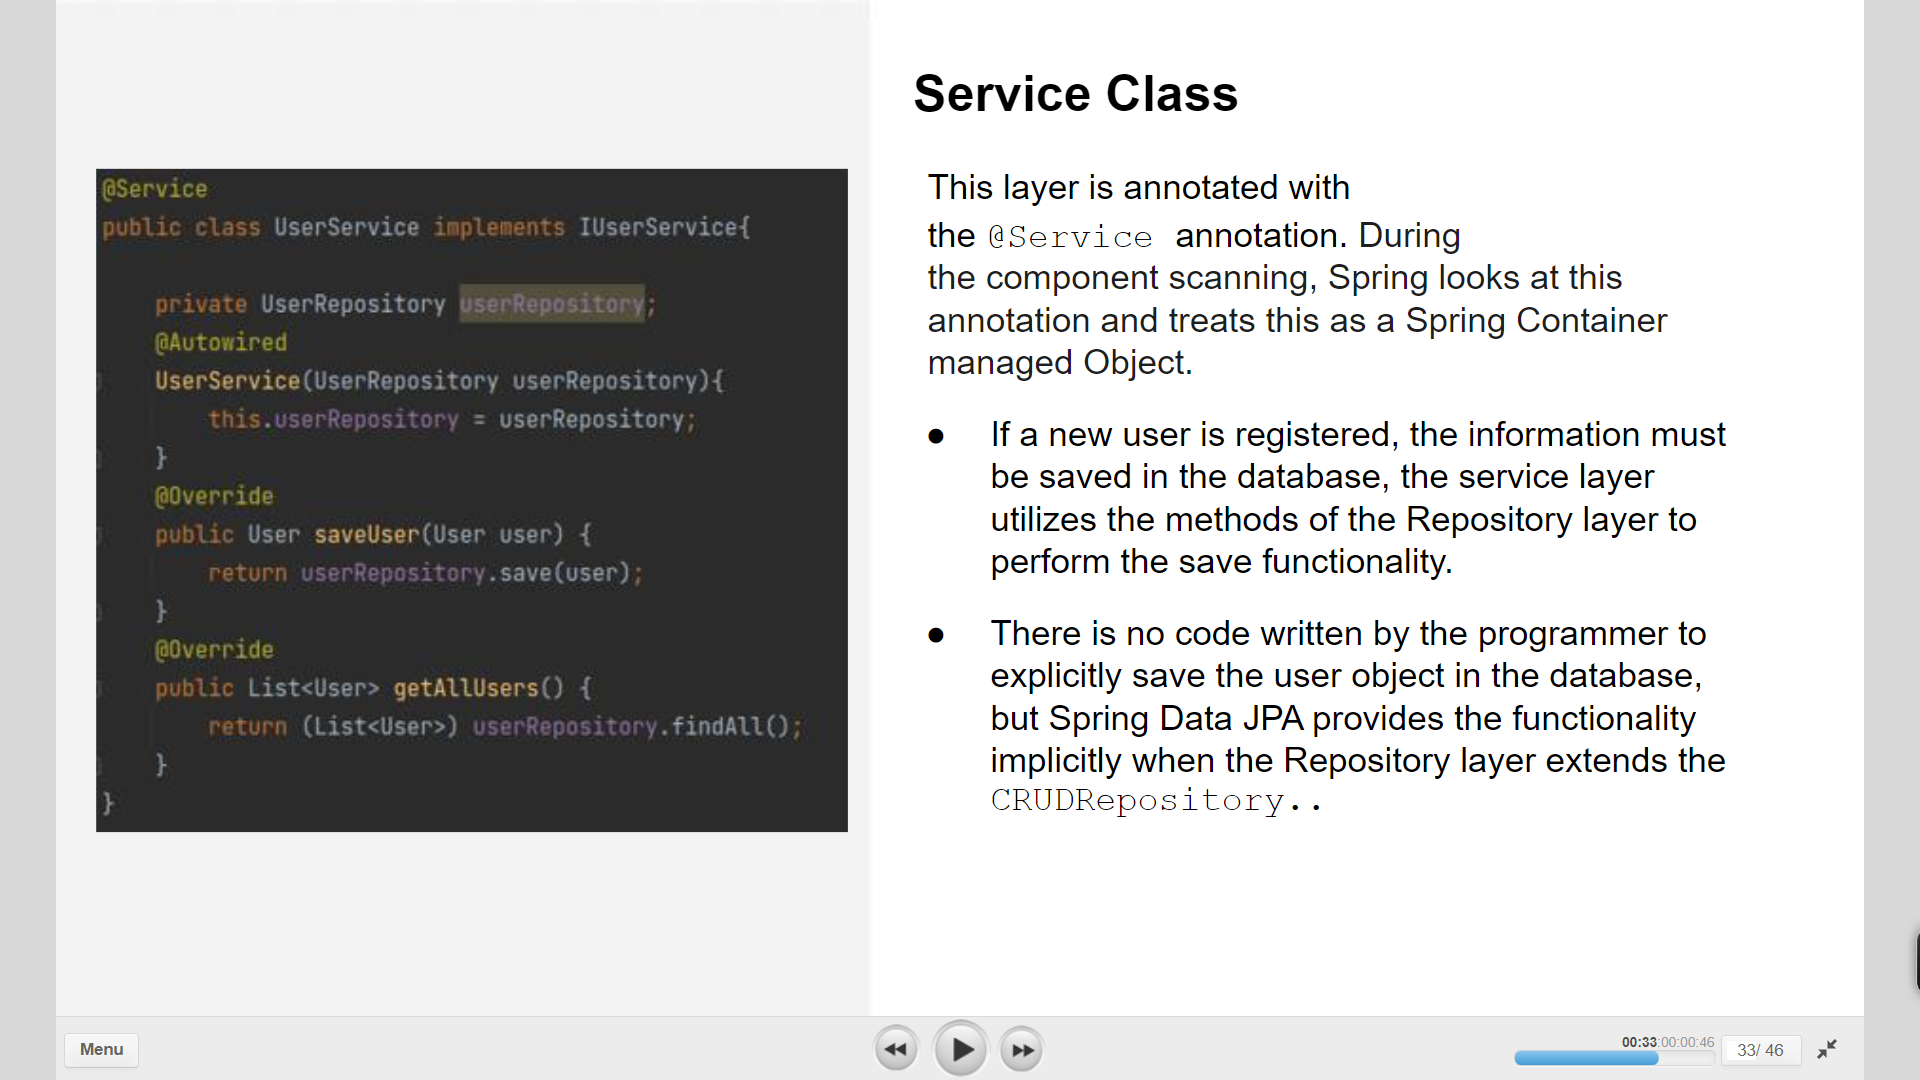 @Service
public class UserService implements IUserService{
private UserRepository userRepository;
@Autowired
UserService(UserRepository userRepository){
this.userRepository = userRepository;
}
@Override
public User saveUser(User user) {
return userRepository.save(user);
}
@Override
public List<User> getAllUsers() {
return (List<User>) userRepository.findAll();
}
}
Service Class
This layer is annotated with
the @Service annotation. During
the component scanning, Spring looks at this
annotation and treats this as a Spring Container
managed Object.
● If a new user is registered, the information must
be saved in the database, the service layer
utilizes the methods of the Repository layer to
perform the save functionality.
● There is no code written by the programmer to
explicitly save the user object in the database,
but Spring Data JPA provides the functionality
implicitly when the Repository layer extends the
CRUDRepository..
Menu
00:33:00:00:46
33/ 46